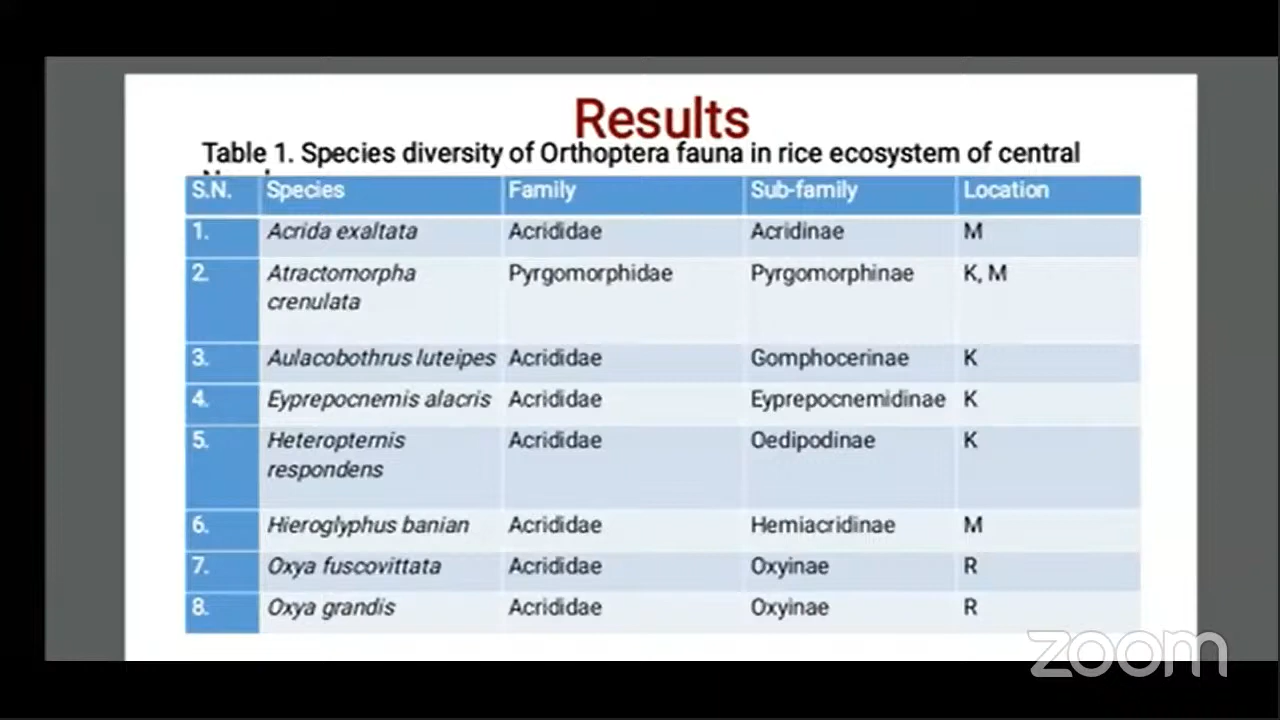 Results
Table 1. Species diversity of Orthoptera fauna in rice ecosystem of central
S.N. Species Family Sub-family Location
1. Acrida exaltata Acrididae Acridinae M
2. Atractomorpha crenulata Pyrgomorphidae Pyrgomorphinae K, M
3. Aulacobothrus luteipes Acrididae Gomphocerinae K
4. Eyprepocnemis alacris Acrididae Eyprepocnemidinae K
5. Heteropternis respondens Acrididae Oedipodinae K
6. Hieroglyphus banian Acrididae Hemiacridinae M
7. Oxya fuscovittata Acrididae Oxyinae R
8. Oxya grandis Acrididae Oxyinae R
zoom